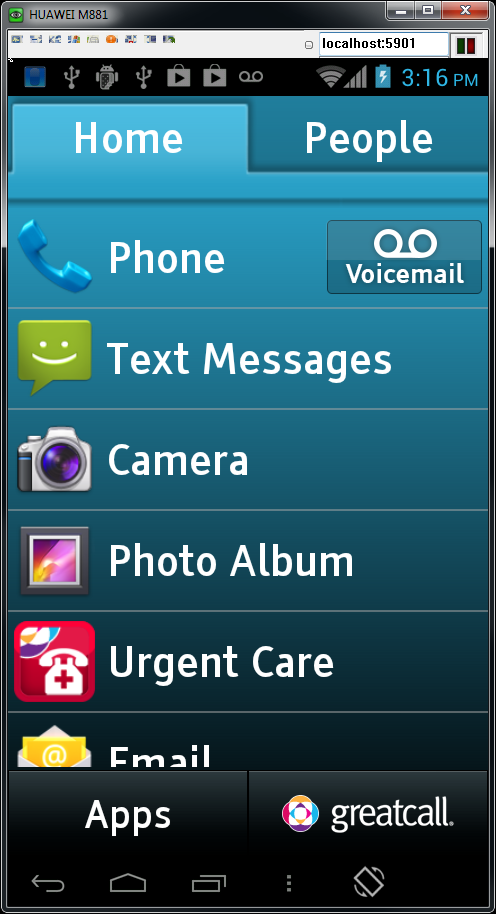 HUAWEI M881
localhost:5901
3:16 PM
Home
People
Phone
Voicemail
Text Messages
Camera
Photo Album
Urgent Care
Email
Apps
greatcall.